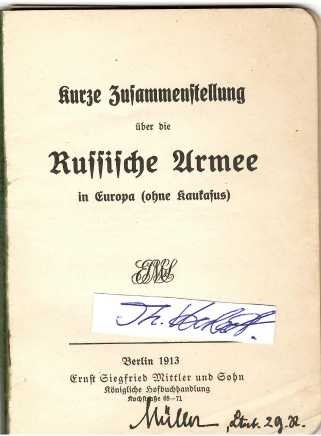 Kurze Zusammenstellung
über die
Russische Armee
in Europa (ohne Kaukasus)
Th.
Berlin 1913
Ernst Siegfried Mittler und Sohn
Königliche Hofbuchhandlung
Kochstraße 68—71
Müller